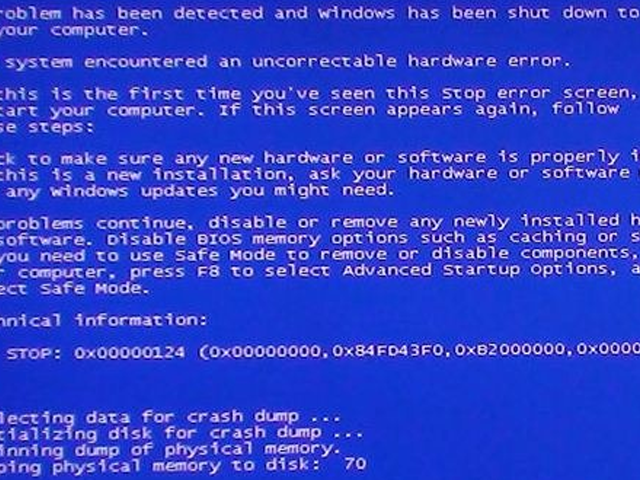 roblem has been detected and Windows has been shut down to
your computer.
system encountered an uncorrectable hardware error.
this is the first time you've seen this Stop error screen,
tart your computer. If this screen appears again, follow
se steps:
ck to make sure any new hardware or software is properly i
this is a new installation, ask your hardware or software
any Windows updates you might need.
problems continue, disable or remove any newly installed h
software. Disable BIOS memory options such as caching or s
you need to use Safe Mode to remove or disable components,
r computer, press F8 to select Advanced Startup Options, a
ect Safe Mode.
hnical information:
STOP: 0x00000124 (0x00000000,0x84FD43F0,0xB2000000,0x0000
llecting data for crash dump ...
tializing disk for crash dump ...
inning dump of physical memory.
ping physical memory to disk: 70